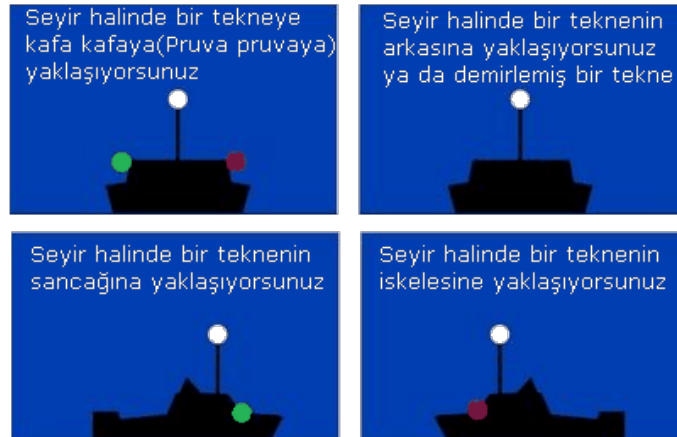 Seyir halinde bir tekneye
kafa kafaya(Pruva pruvaya)
yaklaşıyorsunuz
Seyir halinde bir teknenin
arkasına yaklaşıyorsunuz
ya da demirlemiş bir tekne
Seyir halinde bir teknenin
sancağına yaklaşıyorsunuz
Seyir halinde bir teknenin
iskelesine yaklaşıyorsunuz